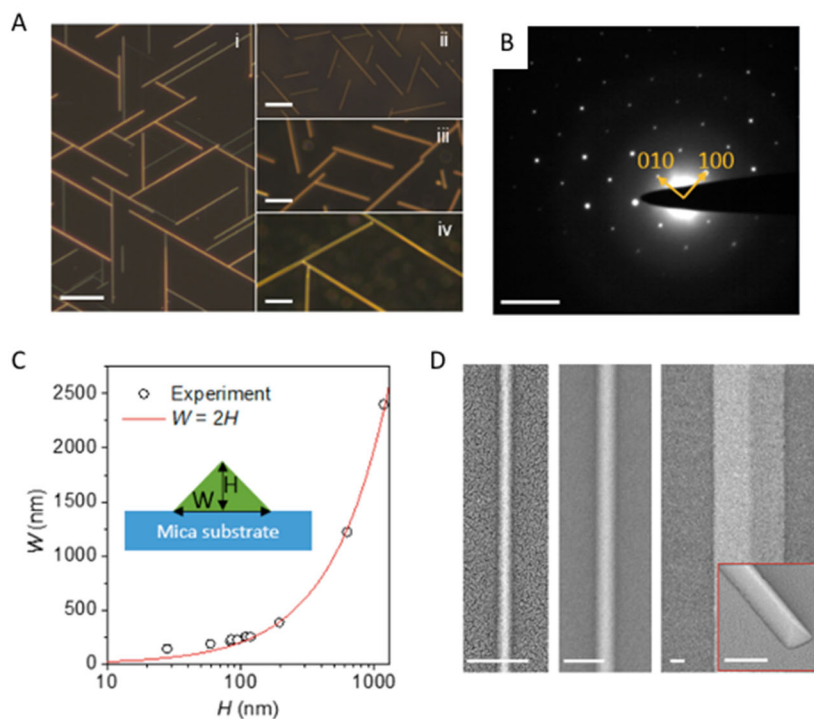 A
i
ii
iii
iv
B
010
100
C
2500
2000
1500
1000
500
0
W (nm)
Experiment
W = 2H
H
W
Mica substrate
10
100
1000
H (nm)
D